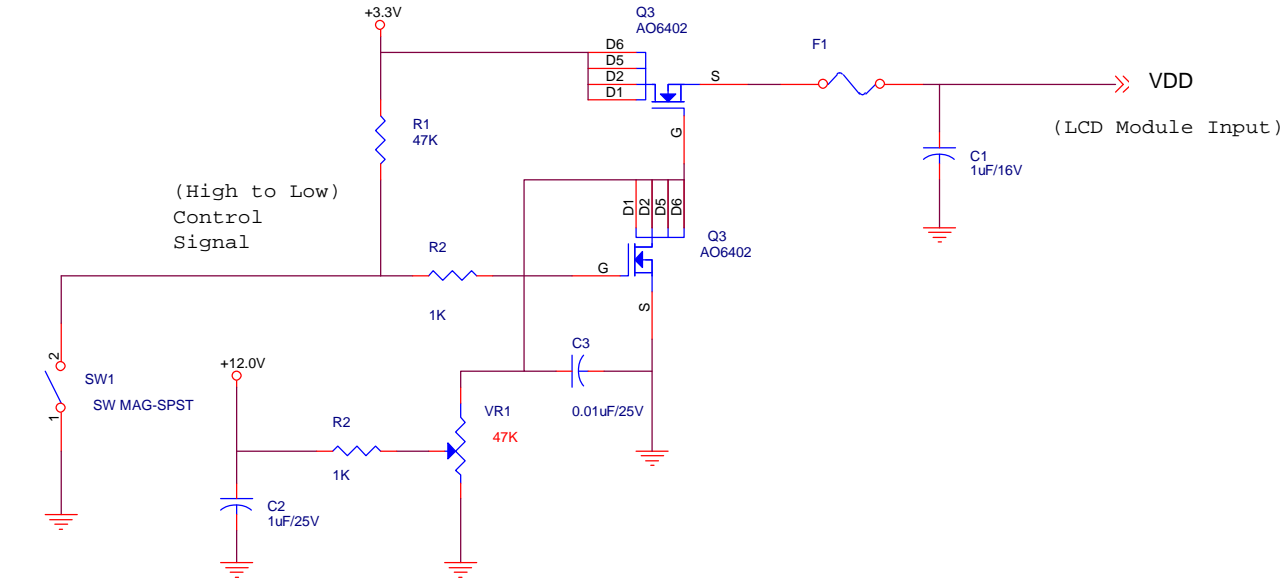 +3.3V
Q3
AO6402
D6
D5
D2
D1
S
G
F1
VDD
(LCD Module Input)
R1
47K
C1
1uF/16V
(High to Low)
Control
Signal
D1
D2
D5
D6
Q3
AO6402
R2
1K
G
S
2
SW1
SW MAG-SPST
1
+12.0V
C3
0.01uF/25V
R2
1K
VR1
47K
C2
1uF/25V